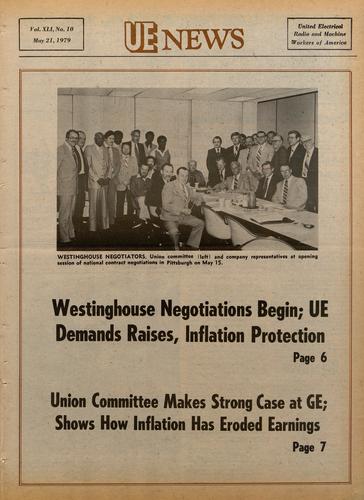 Vol. XLI, No. 10
May 21, 1979
UE NEWS
United Electrical
Radio and Machine
Workers of America
WESTINGHOUSE NEGOTIATORS. Union committee (left) and company representatives at opening
session of national contract negotiations in Pittsburgh on May 15.
Westinghouse Negotiations Begin; UE
Demands Raises, Inflation Protection
Page 6
Union Committee Makes Strong Case at GE;
Shows How Inflation Has Eroded Earnings
Page 7